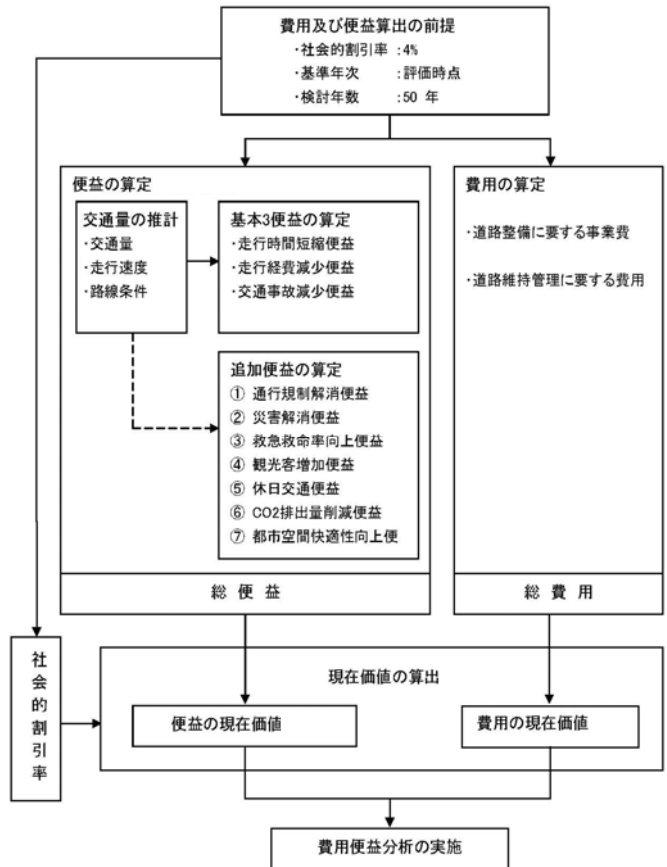 費用及び便益算出の前提
・社会的割引率 :4%
・基準年次 :評価時点
・検討年数 :50 年
便益の算定
交通量の推計
・交通量
・走行速度
・路線条件
基本3便益の算定
・走行時間短縮便益
・走行経費減少便益
・交通事故減少便益
追加便益の算定
① 通行規制解消便益
② 災害解消便益
③ 救急救命率向上便益
④ 観光客増加便益
⑤ 休日交通便益
⑥ CO2排出量削減便益
⑦ 都市空間快適性向上便
総 便 益
費用の算定
・道路整備に要する事業費
・道路維持管理に要する費用
総 費 用
社会的割引率
現在価値の算出
便益の現在価値
費用の現在価値
費用便益分析の実施